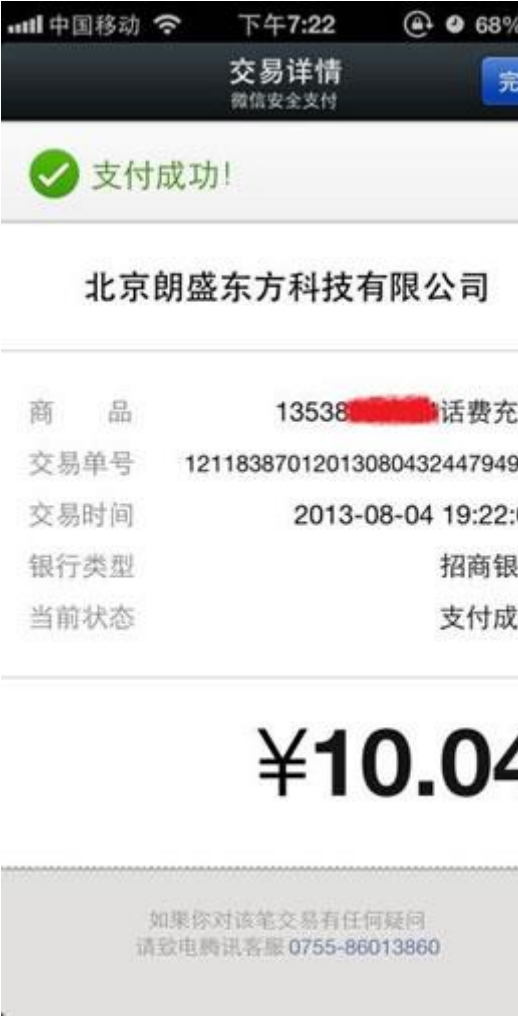 中国移动 下午7:22 68%
交易详情
微信安全支付
完
支付成功!
北京朗盛东方科技有限公司
商品 13538 话费充
交易单号 12118387012013080432447949
交易时间 2013-08-04 19:22:
银行类型 招商银
当前状态 支付成
¥10.04
如果你对该笔交易有任何疑问
请致电腾讯客服 0755-86013860